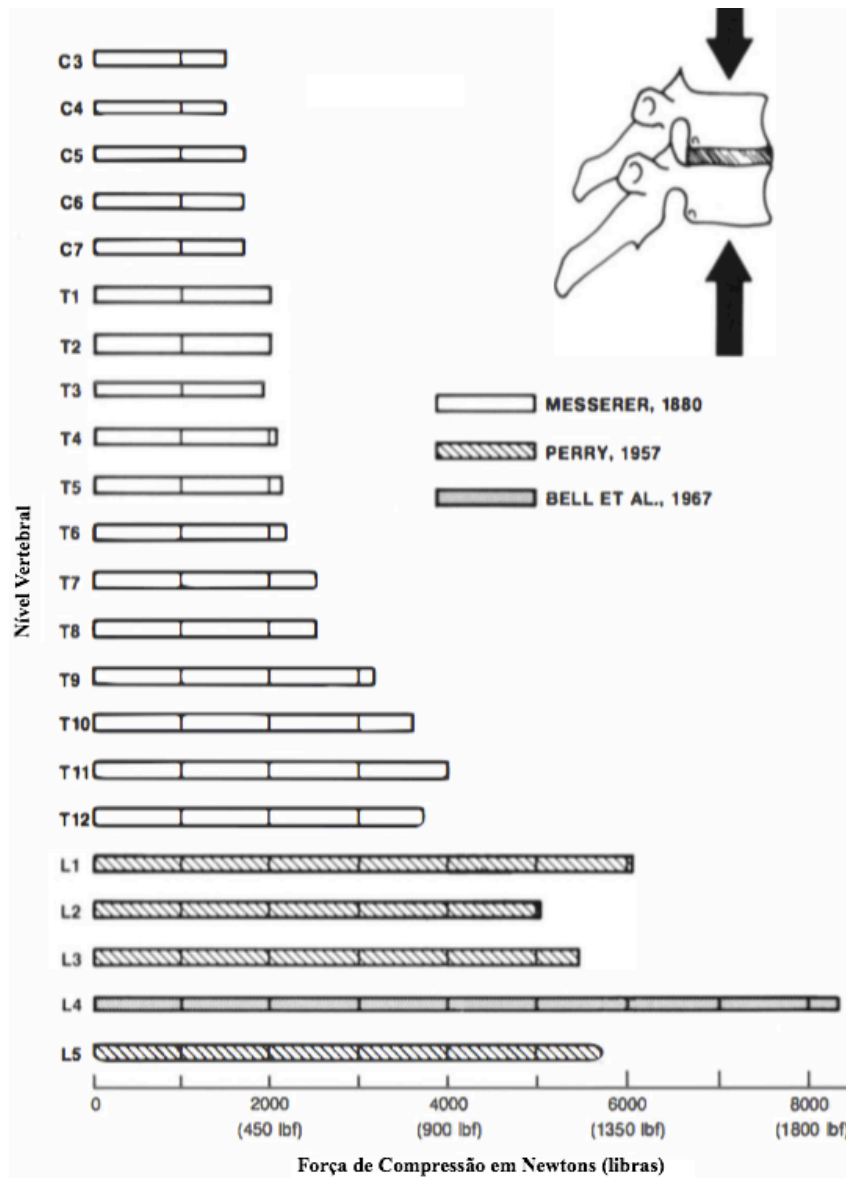 C3
C4
C5
C6
C7
T1
T2
T3
MESSERER, 1880
T4
PERRY, 1957
T5
BELL ET AL., 1967
T6
T7
Nível Vertebral
T8
T9
T10
T11
T12
L1
L2
L3
L4
L5
0 2000 4000 6000 8000
(450 lbf) (900 lbf) (1350 lbf) (1800 lbf)
Força de Compressão em Newtons (libras)